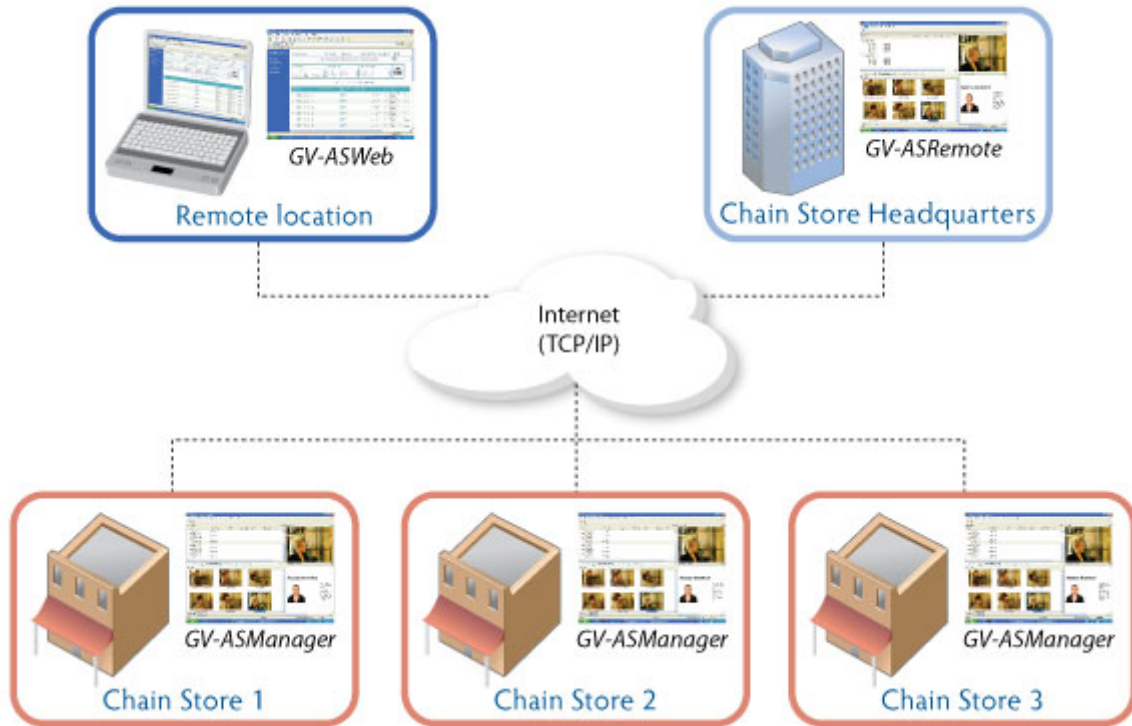 GV-ASWeb
Remote location
GV-ASRemote
Chain Store Headquarters
Internet
(TCP/IP)
GV-ASManager
Chain Store 1
GV-ASManager
Chain Store 2
GV-ASManager
Chain Store 3